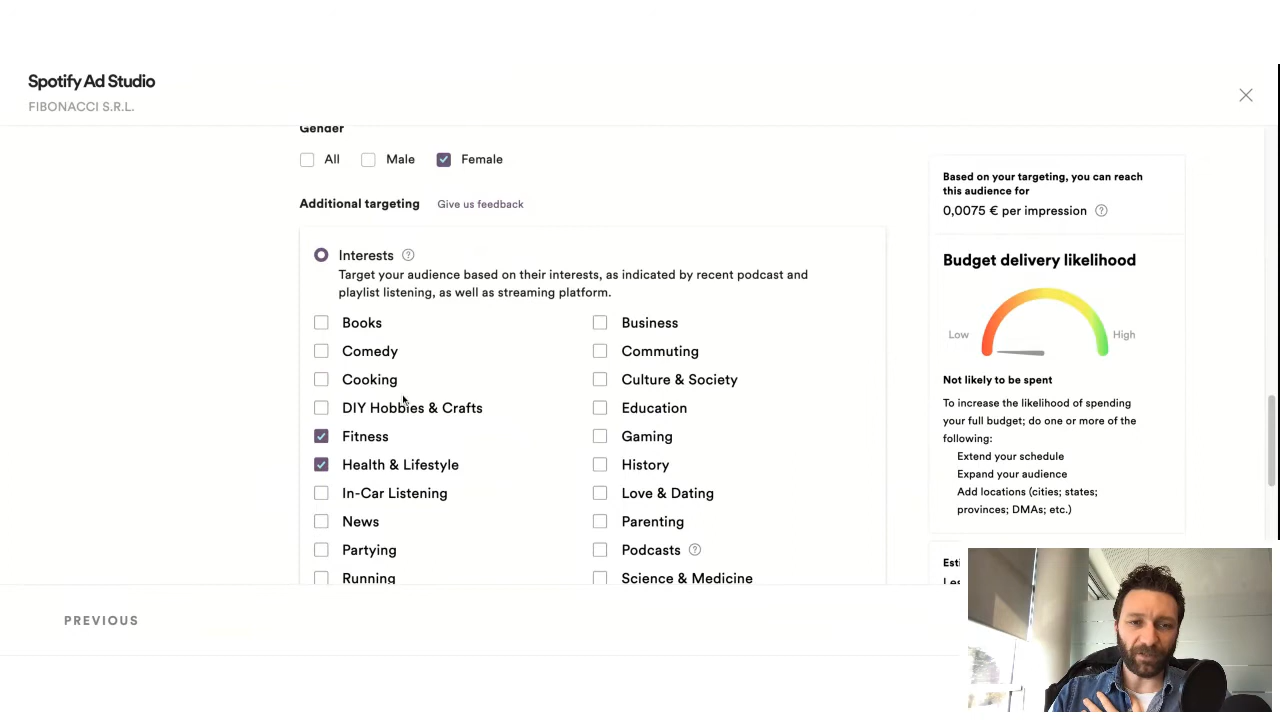 Spotify Ad Studio
FIBONACCI S.R.L.
Gender
All Male Female
Additional targeting Give us feedback
Interests ?
Target your audience based on their interests, as indicated by recent podcast and
playlist listening, as well as streaming platform.
Books Business
Comedy Commuting
Cooking Culture & Society
DIY Hobbies & Crafts Education
Fitness Gaming
Health & Lifestyle History
In-Car Listening Love & Dating
News Parenting
Partying Podcasts ?
Running Science & Medicine
Based on your targeting, you can reach
this audience for
0,0075 € per impression ?
Budget delivery likelihood
Low High
Not likely to be spent
To increase the likelihood of spending
your full budget; do one or more of the
following:
Extend your schedule
Expand your audience
Add locations (cities; states;
provinces; DMAs; etc.)
PREVIOUS